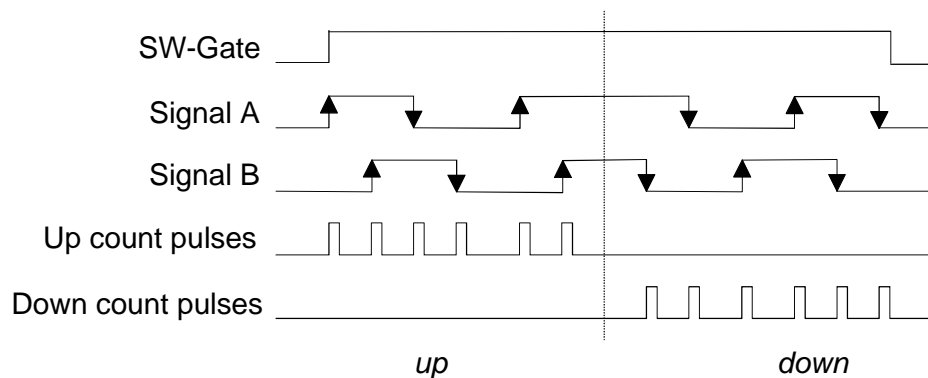 SW-Gate
Signal A
Signal B
Up count pulses
Down count pulses
up down